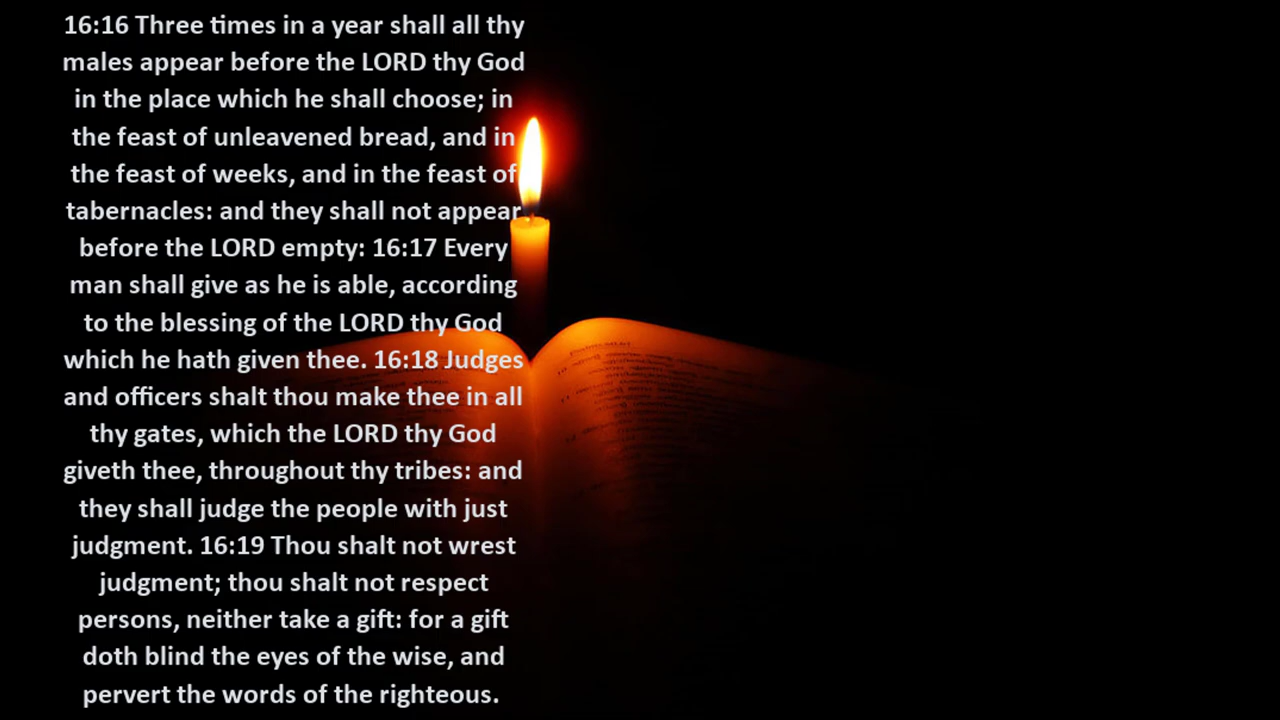 16:16 Three times in a year shall all thy
males appear before the LORD thy God
in the place which he shall choose; in
the feast of unleavened bread, and in
the feast of weeks, and in the feast of
tabernacles: and they shall not appear
before the LORD empty: 16:17 Every
man shall give as he is able, according
to the blessing of the LORD thy God
which he hath given thee. 16:18 Judges
and officers shalt thou make thee in all
thy gates, which the LORD thy God
giveth thee, throughout thy tribes: and
they shall judge the people with just
judgment. 16:19 Thou shalt not wrest
judgment; thou shalt not respect
persons, neither take a gift: for a gift
doth blind the eyes of the wise, and
pervert the words of the righteous.